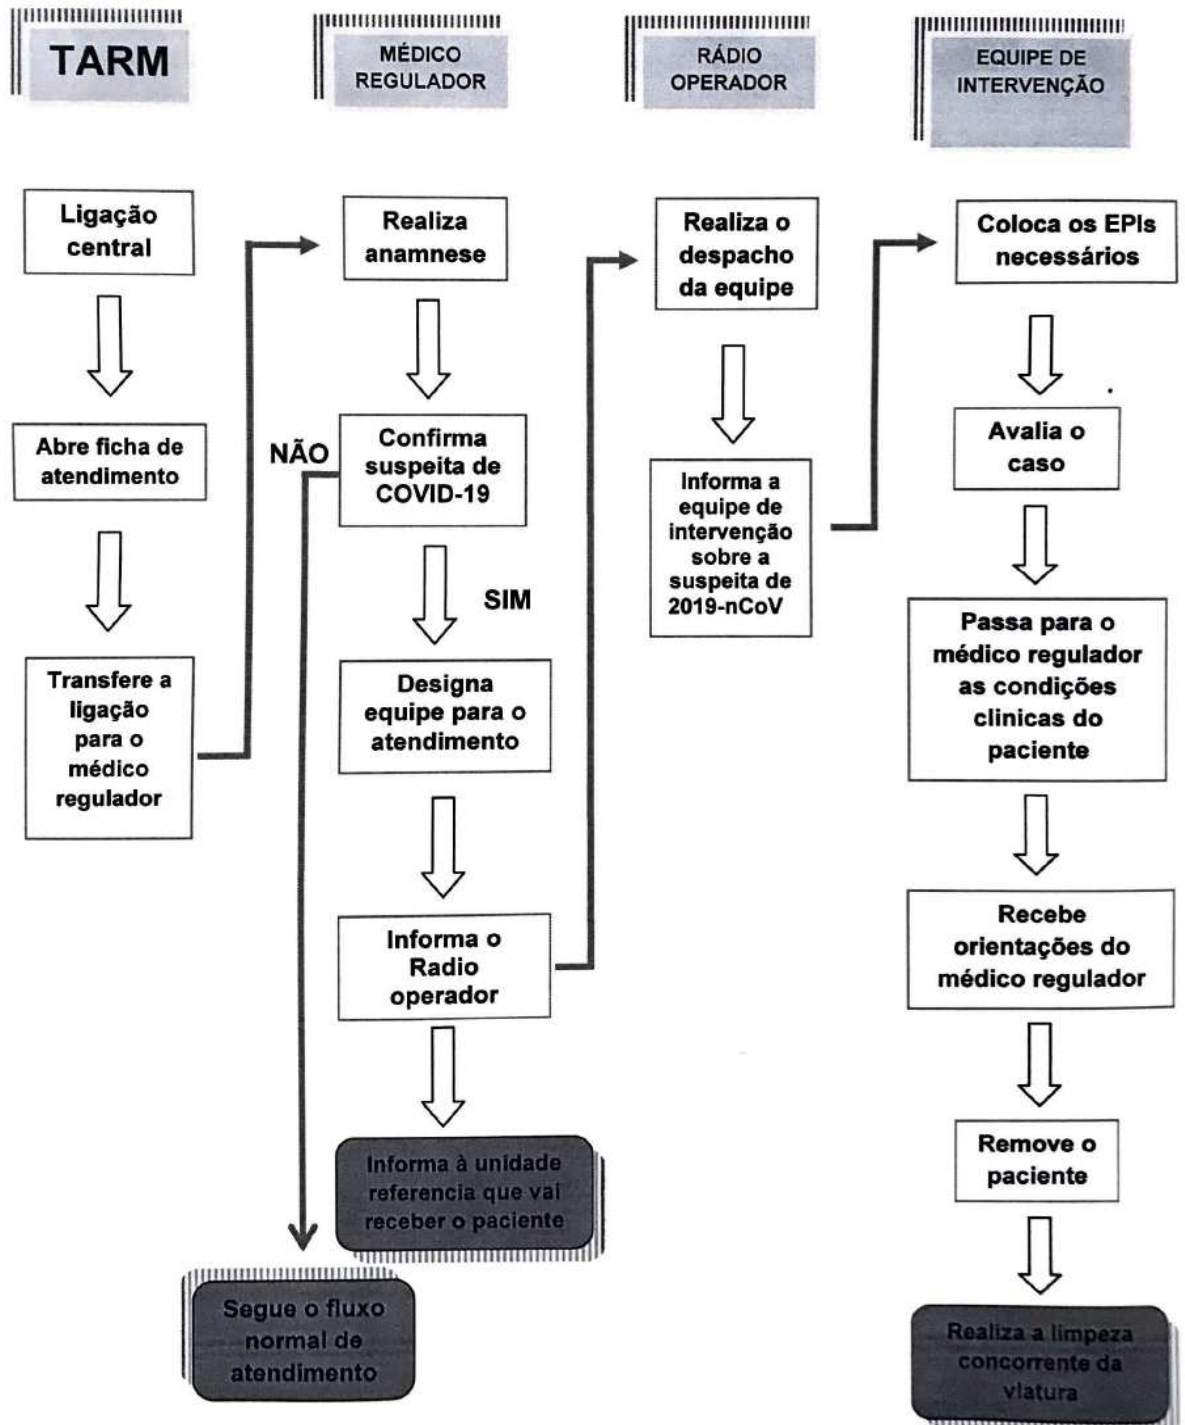 TARM
MÉDICO
REGULADOR
RÁDIO
OPERADOR
EQUIPE DE
INTERVENÇÃO
Ligação
central
Abre ficha de
atendimento
Transfere a
ligação
para o
médico
regulador
Realiza
anamnese
NÃO
Confirma
suspeita de
COVID-19
SIM
Designa
equipe para o
atendimento
Informa o
Radio
operador
Informa à unidade
referencia que vai
receber o paciente
Segue o fluxo
normal de
atendimento
Realiza o
despacho
da equipe
Informa a
equipe de
intervenção
sobre a
suspeita de
2019-nCoV
Coloca os EPIs
necessários
Avalia o
caso
Passa para o
médico regulador
as condições
clinicas do
paciente
Recebe
orientações do
médico regulador
Remove o
paciente
Realiza a limpeza
concorrente da
viatura